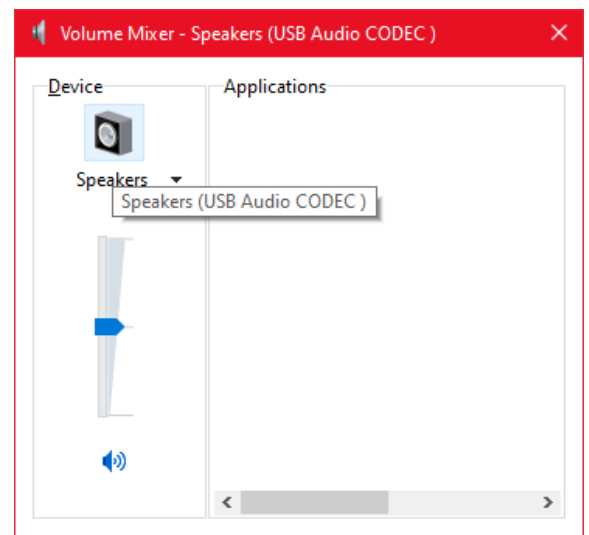 Volume Mixer - Speakers (USB Audio CODEC )
Device
Applications
Speakers
Speakers (USB Audio CODEC )